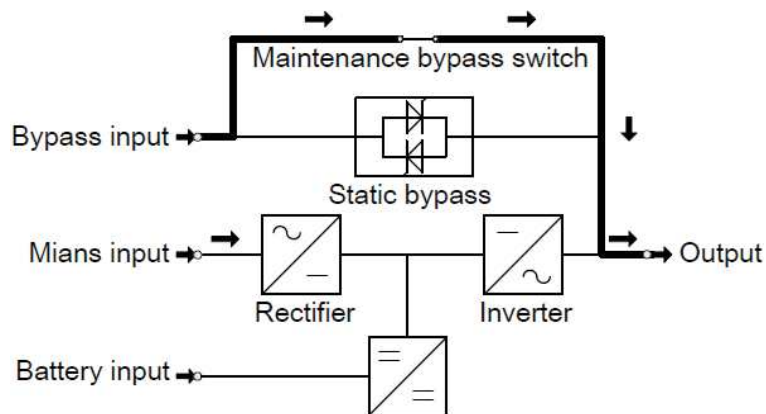 Maintenance bypass switch
Bypass input
Static bypass
Mians input
Output
Rectifier
Inverter
Battery input